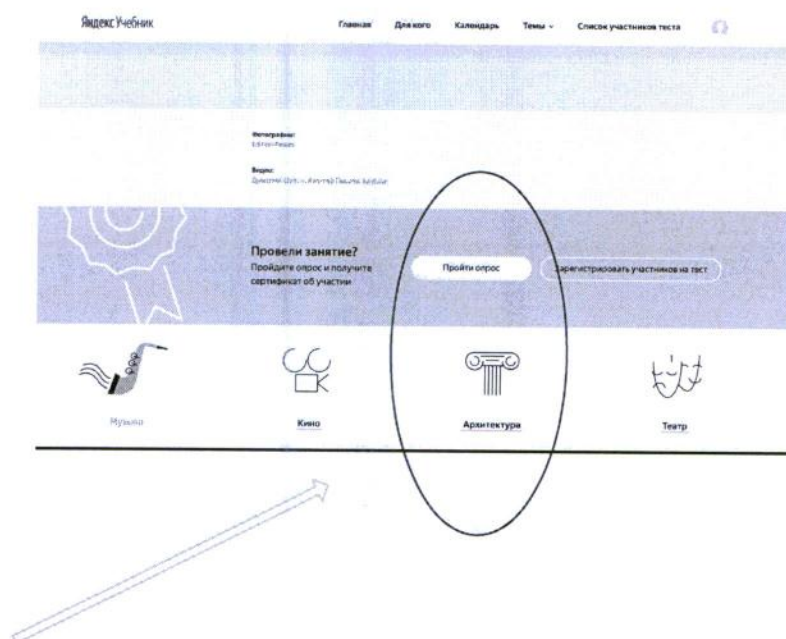 Яндекс Учебник
Главная Для кого Календарь Темы Список участников теста
Фотографии:
Видео:
Провели занятие?
Пройдите опрос и получите
сертификат об участии
Пройти опрос
Зарегистрировать участников на тест
Музыка Кино Архитектура Театр